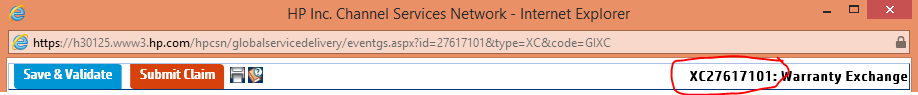 HP Inc. Channel Services Network - Internet Explorer
https://h30125.www3.hp.com/hpcsn/globalservicedelivery/eventgs.aspx?id=27617101&type=XC&code=GIXC
Save & Validate Submit Claim XC27617101: Warranty Exchange